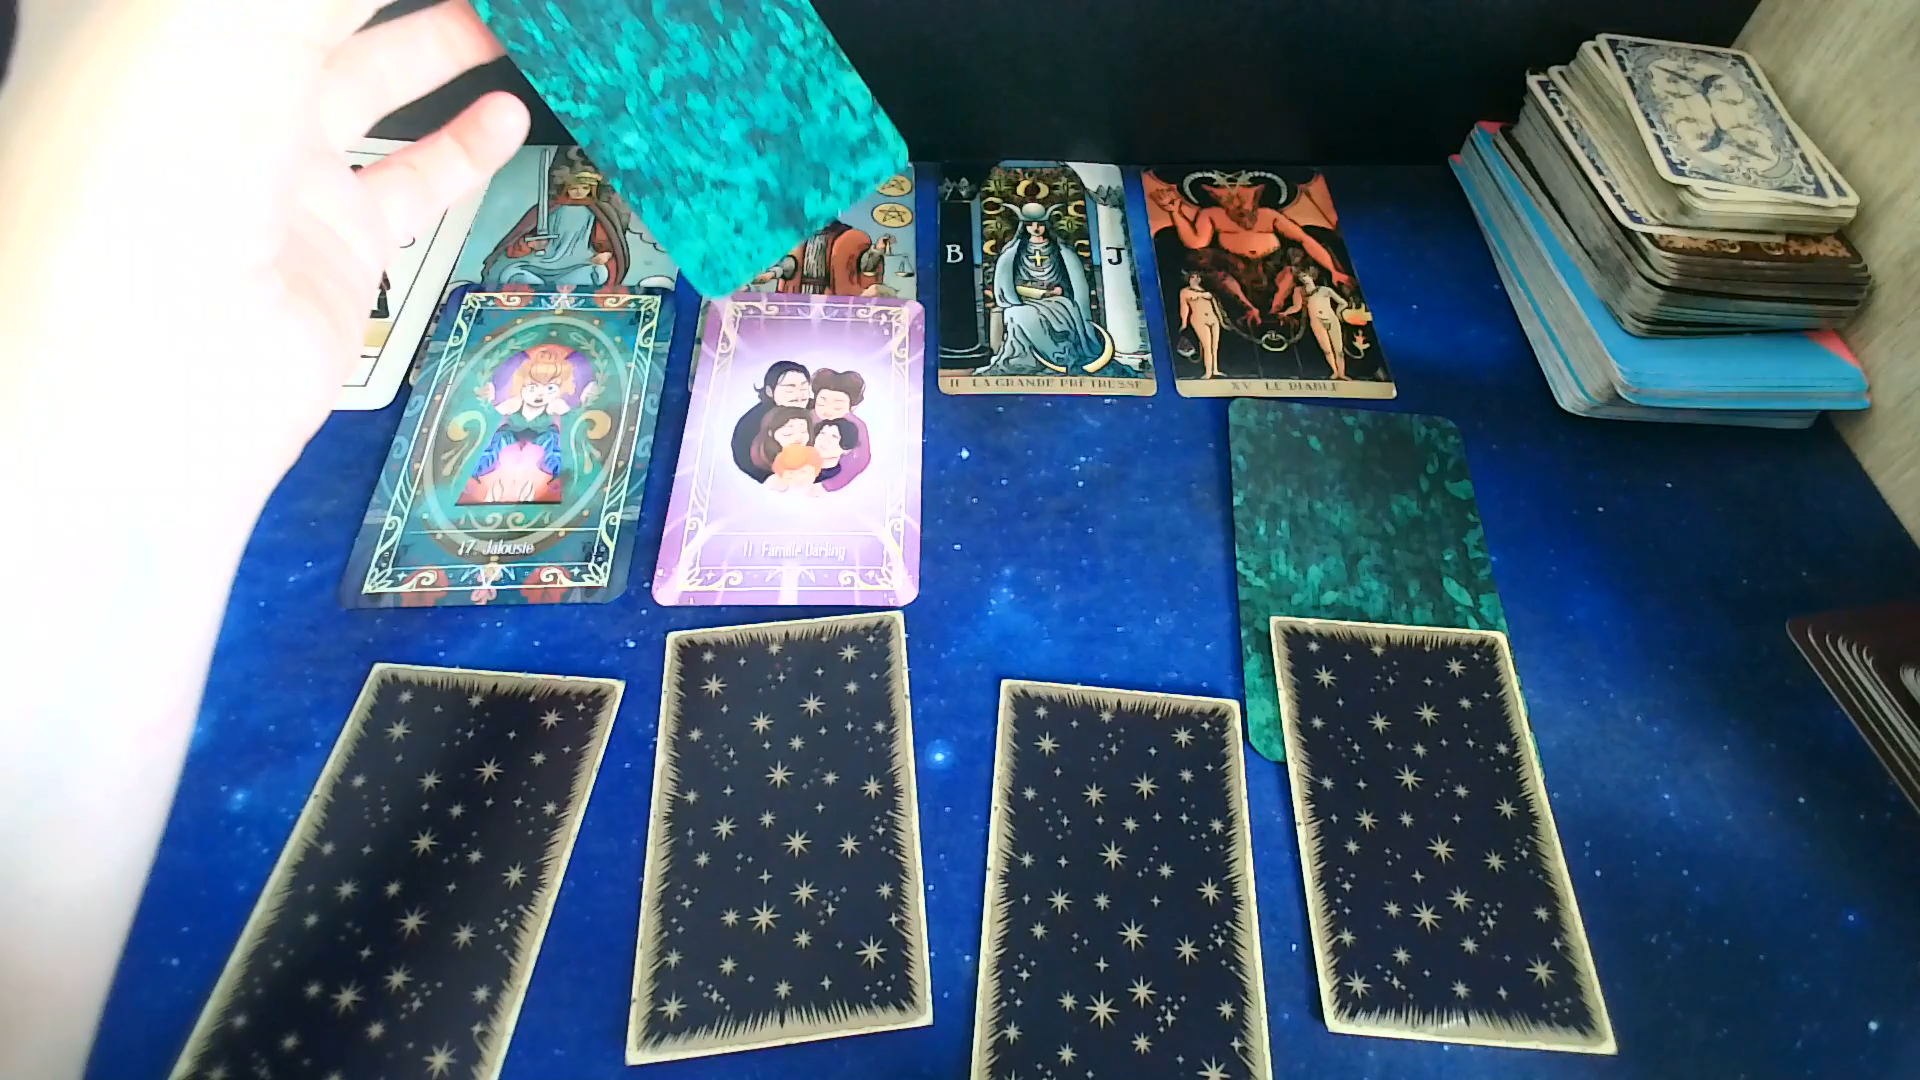 B J
II LA GRANDE PRÊTRESSE
XV LE DIABLE
17. Jalousie
11. Famille Darling